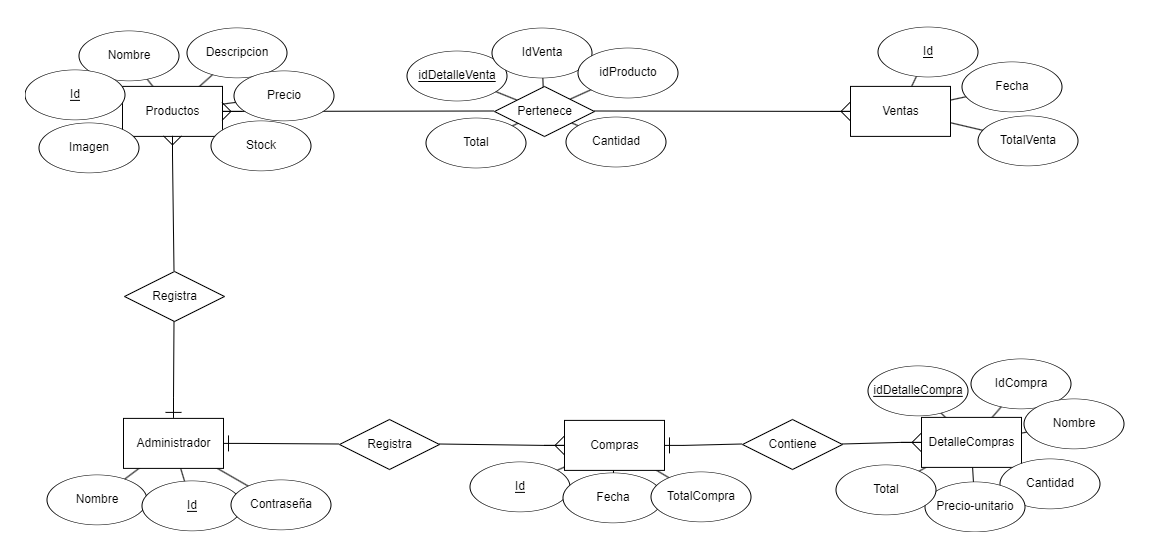 Nombre
Descripcion
Id
Precio
Productos
Imagen
Stock
idDetalleVenta
IdVenta
idProducto
Pertenece
Total
Cantidad
Id
Fecha
Ventas
TotalVenta
Registra
Administrador
Nombre
Id
Contraseña
Registra
Compras
Id
Fecha
TotalCompra
Contiene
idDetalleCompra
IdCompra
Nombre
DetalleCompras
Total
Precio-unitario
Cantidad